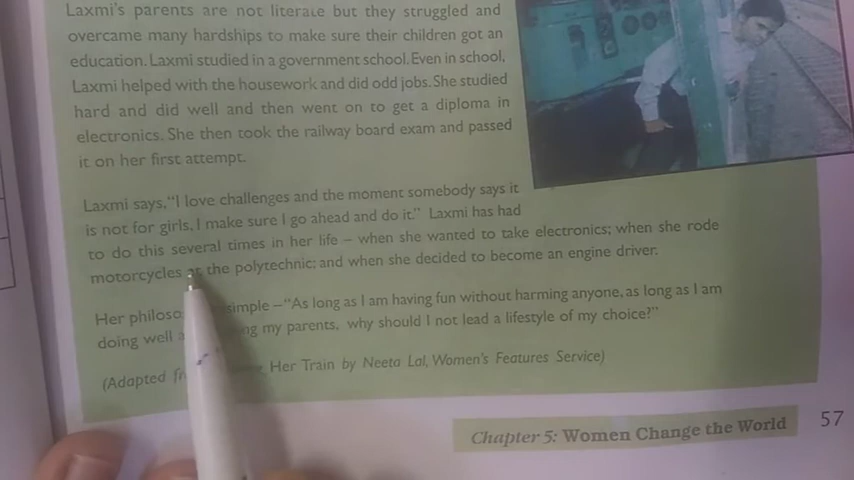 Laxmi's parents are not literate but they struggled and
overcame many hardships to make sure their children got an
education. Laxmi studied in a government school. Even in school,
Laxmi helped with the housework and did odd jobs. She studied
hard and did well and then went on to get a diploma in
electronics. She then took the railway board exam and passed
it on her first attempt.
Laxmi says, "I love challenges and the moment somebody says it
is not for girls, I make sure I go ahead and do it." Laxmi has had
to do this several times in her life – when she wanted to take electronics; when she rode
motorcycles at the polytechnic; and when she decided to become an engine driver.
Her simple – "As long as I am having fun without harming anyone, as long as I am
doing well my parents, why should I not lead a lifestyle of my choice?"
(Adapted Her Train by Neeta Lal, Women's Features Service)
Chapter 5: Women Change the World 57